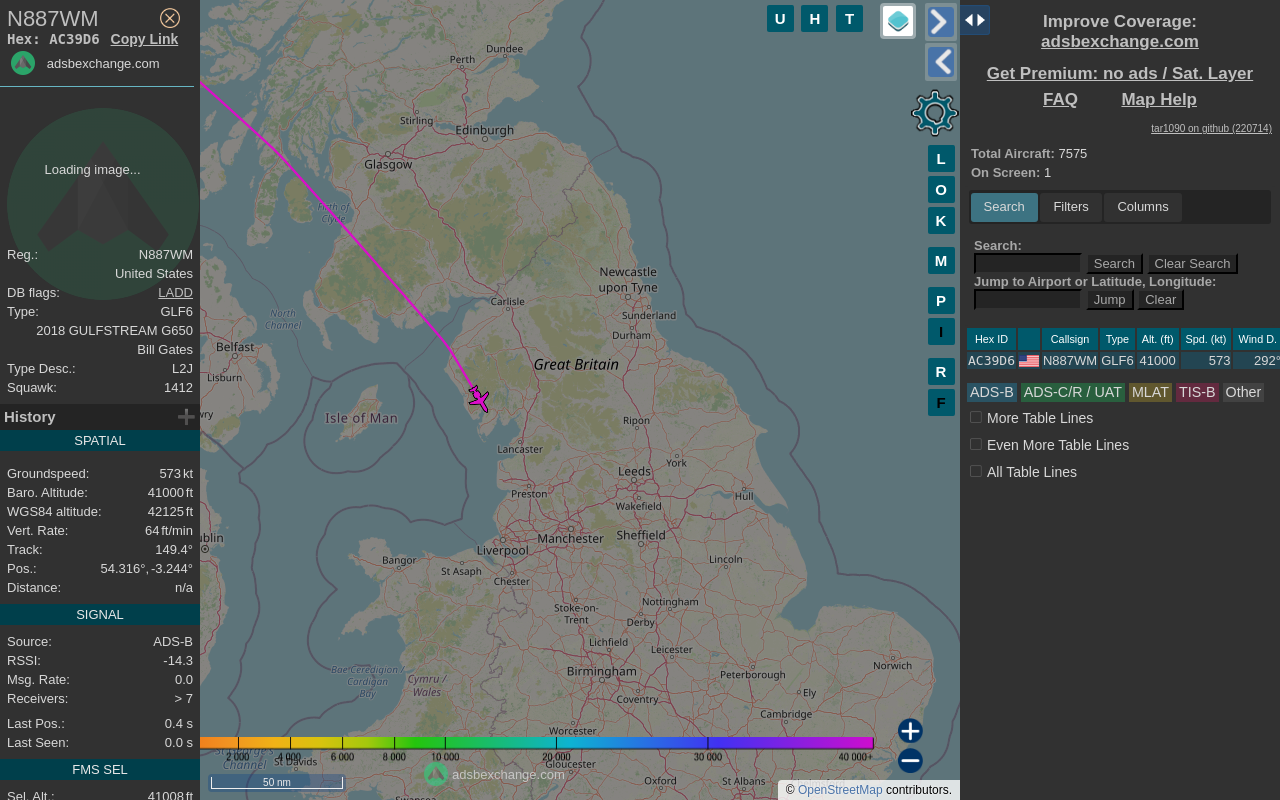 N887WM
Hex: AC39D6 Copy Link
adsbexchange.com
Loading image...
Reg.: N887WM
United States
DB flags: LADD
Type: GLF6
2018 GULFSTREAM G650
Bill Gates
Type Desc.: L2J
Squawk: 1412
History
SPATIAL
Groundspeed: 573 kt
Baro. Altitude: 41000 ft
WGS84 altitude: 42125 ft
Vert. Rate: 64 ft/min
Track: 149.4°
Pos.: 54.316°, -3.244°
Distance: n/a
SIGNAL
Source: ADS-B
RSSI: -14.3
Msg. Rate: 0.0
Receivers: > 7
Last Pos.: 0.4 s
Last Seen: 0.0 s
FMS SEL
Sel. Alt.: 41008 ft
U H T
L
O
K
M
P
I
R
F
Dundee
Perth
Stirling
Edinburgh
Glasgow
Firth of
Clyde
Newcastle
upon Tyne
Carlisle
Sunderland
Durham
North
Channel
Belfast
Lisburn
Great Britain
wry
Isle of Man
Ripon
Lancaster
York
Leeds
Preston
Hull
Wakefield
ublin
Manchester
Sheffield
Liverpool
Bangor
St Asaph
Chester
Lincoln
Stoke-on-
Trent
Nottingham
Derby
Lichfield
Leicester
Bae Ceredigion /
Cardigan
Bay
Cymru /
Wales
Birmingham
Peterborough
Norwich
Coventry
Ely
Cambridge
Worcester
2 000 4 000 6 000 8 000 10 000 20 000 30 000 40 000+
Channel
St Davids
Gloucester
adsbexchange.com
Oxford
St Albans
50 nm
Swansea
© OpenStreetMap contributors.
Improve Coverage:
adsbexchange.com
Get Premium: no ads / Sat. Layer
FAQ Map Help
tar1090 on github (220714)
Total Aircraft: 7575
On Screen: 1
Search Filters Columns
Search:
Search Clear Search
Jump to Airport or Latitude, Longitude:
Jump Clear
Hex ID Callsign Type Alt. (ft) Spd. (kt) Wind D.
AC39D6 N887WM GLF6 41000 573 292°
ADS-B ADS-C/R / UAT MLAT TIS-B Other
More Table Lines
Even More Table Lines
All Table Lines